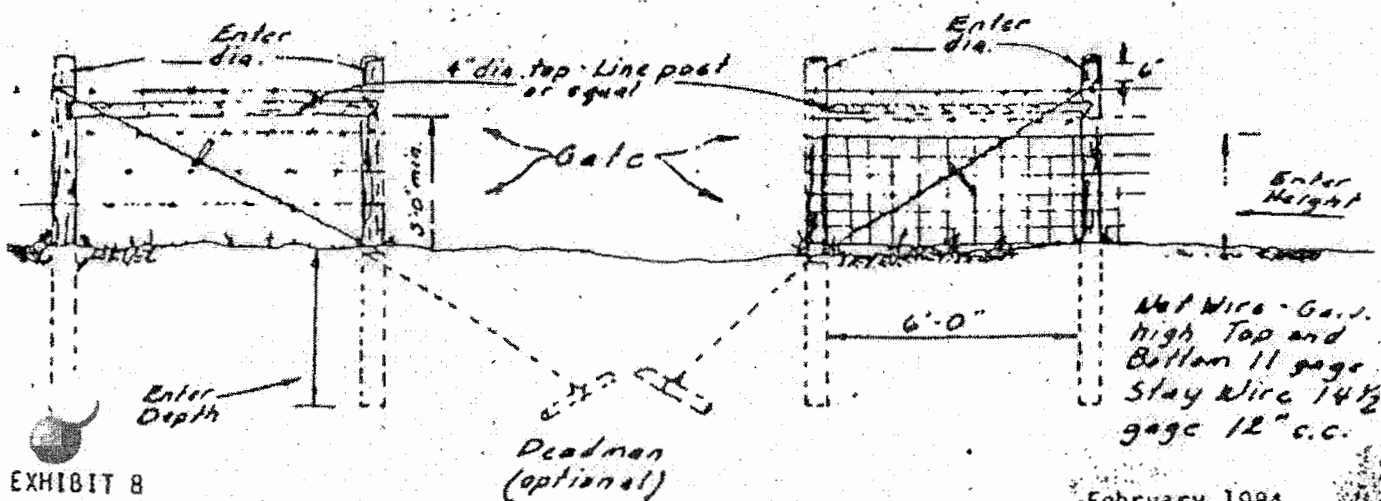 Enter
dia.
4" dia. top - Line post
or equal
Enter
dia.
6"
Gate
3'-0" min.
Enter
Height
6'-0"
Enter
Depth
Net Wire - Galv.
high Top and
Bottom 11 gage
Stay Wire 14 1/2
gage 12" c.c.
Deadman
(optional)
EXHIBIT 8
February